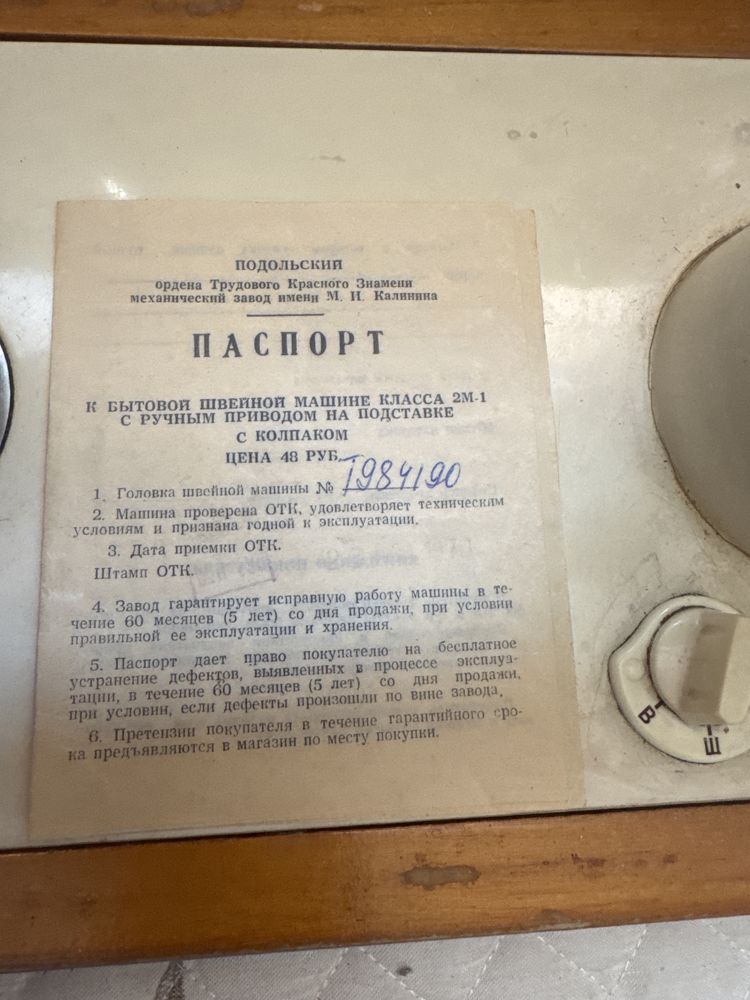 ПОДОЛЬСКИЙ
ордена Трудового Красного Знамени
механический завод имени М. И. Калинина
ПАСПОРТ
К БЫТОВОЙ ШВЕЙНОЙ МАШИНЕ КЛАССА 2М-1
С РУЧНЫМ ПРИВОДОМ НА ПОДСТАВКЕ
С КОЛПАКОМ
ЦЕНА 48 РУБ.
1. Головка швейной машины № 1984190
2. Машина проверена ОТК, удовлетворяет техническим
условиям и признана годной к эксплуатации.
3. Дата приемки ОТК.
Штамп ОТК.
4. Завод гарантирует исправную работу машины в те-
чение 60 месяцев (5 лет) со дня продажи, при условии
правильной ее эксплуатации и хранения.
5. Паспорт дает право покупателю на бесплатное
устранение дефектов, выявленных в процессе эксплуа-
тации, в течение 60 месяцев (5 лет) со дня продажи,
при условии, если дефекты произошли по вине завода.
6. Претензии покупателя в течение гарантийного сро-
ка предъявляются в магазин по месту покупки.
В
Ш